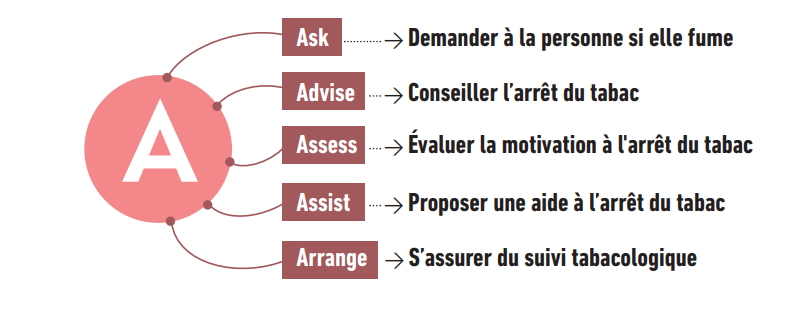 A
Ask → Demander à la personne si elle fume
Advise → Conseiller l’arrêt du tabac
Assess → Évaluer la motivation à l'arrêt du tabac
Assist → Proposer une aide à l’arrêt du tabac
Arrange → S’assurer du suivi tabacologique